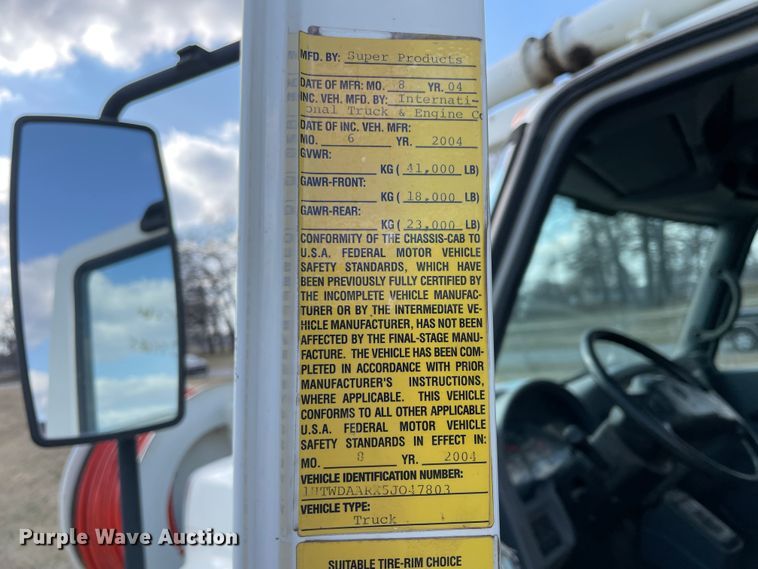 MFD. BY: Super Products
DATE OF MFR: MO. 8 YR. 04
INC. VEH. MFD. BY: Internati-
onal Truck & Engine Co
DATE OF INC. VEH. MFR:
MO. 6 YR. 2004
GVWR:
KG ( 41,000 LB)
GAWR-FRONT:
KG ( 18,000 LB)
GAWR-REAR:
KG ( 23,000 LB)
CONFORMITY OF THE CHASSIS-CAB TO
U.S.A. FEDERAL MOTOR VEHICLE
SAFETY STANDARDS, WHICH HAVE
BEEN PREVIOUSLY FULLY CERTIFIED BY
THE INCOMPLETE VEHICLE MANUFAC-
TURER OR BY THE INTERMEDIATE VE-
HICLE MANUFACTURER, HAS NOT BEEN
AFFECTED BY THE FINAL-STAGE MANU-
FACTURE. THE VEHICLE HAS BEEN COM-
PLETED IN ACCORDANCE WITH PRIOR
MANUFACTURER'S INSTRUCTIONS,
WHERE APPLICABLE. THIS VEHICLE
CONFORMS TO ALL OTHER APPLICABLE
U.S.A. FEDERAL MOTOR VEHICLE
SAFETY STANDARDS IN EFFECT IN:
MO. 8 YR. 2004
VEHICLE IDENTIFICATION NUMBER:
1HTWDAARX5J047803
VEHICLE TYPE:
Truck
SUITABLE TIRE-RIM CHOICE
Purple Wave Auction